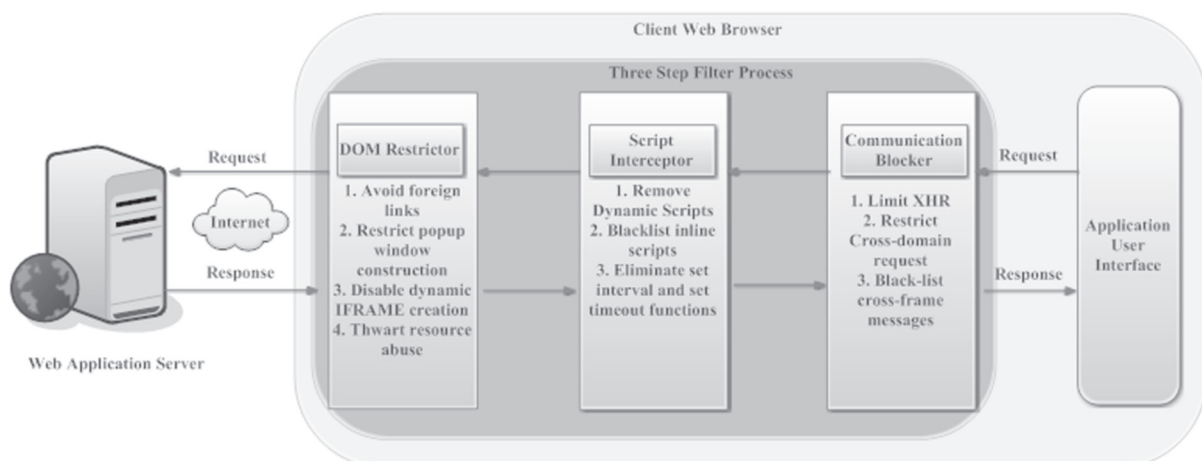 Client Web Browser
Three Step Filter Process
DOM Restrictor
1. Avoid foreign
links
2. Restrict popup
window
construction
3. Disable dynamic
IFRAME creation
4. Thwart resource
abuse
Script
Interceptor
1. Remove
Dynamic Scripts
2. Blacklist inline
scripts
3. Eliminate set
interval and set
timeout functions
Communication
Blocker
1. Limit XHR
2. Restrict
Cross-domain
request
3. Black-list
cross-frame
messages
Request
Internet
Response
Web Application Server
Request
Response
Application
User
Interface